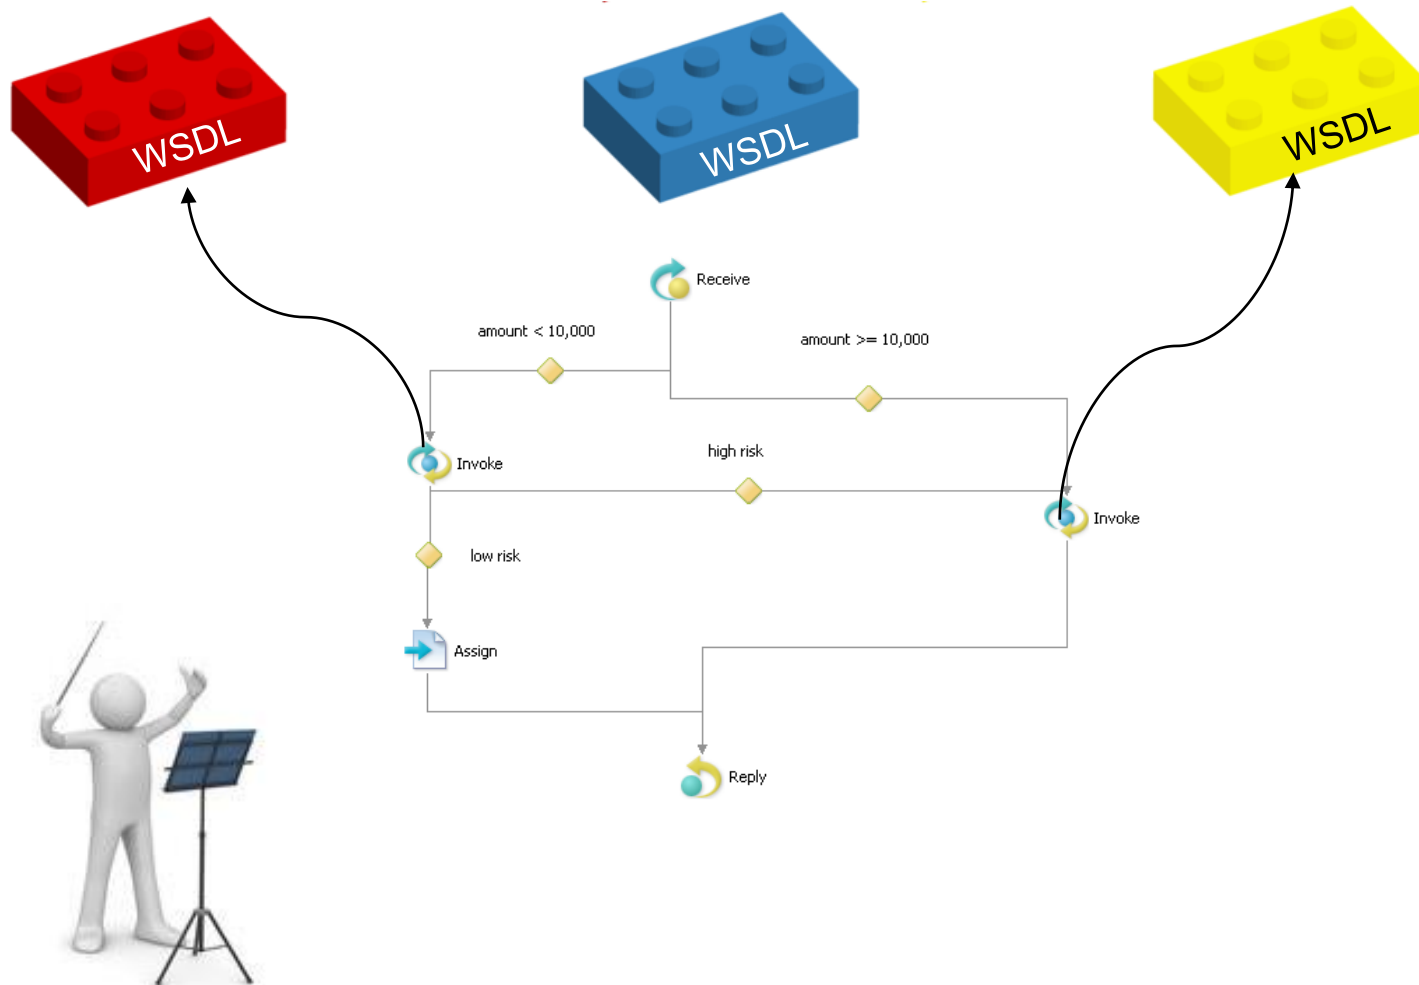 WSDL
WSDL
WSDL
Receive
amount < 10,000
amount >= 10,000
high risk
Invoke
Invoke
low risk
Assign
Reply